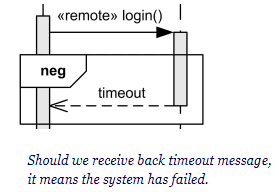 «remote» login()
neg
timeout
Should we receive back timeout message,
it means the system has failed.